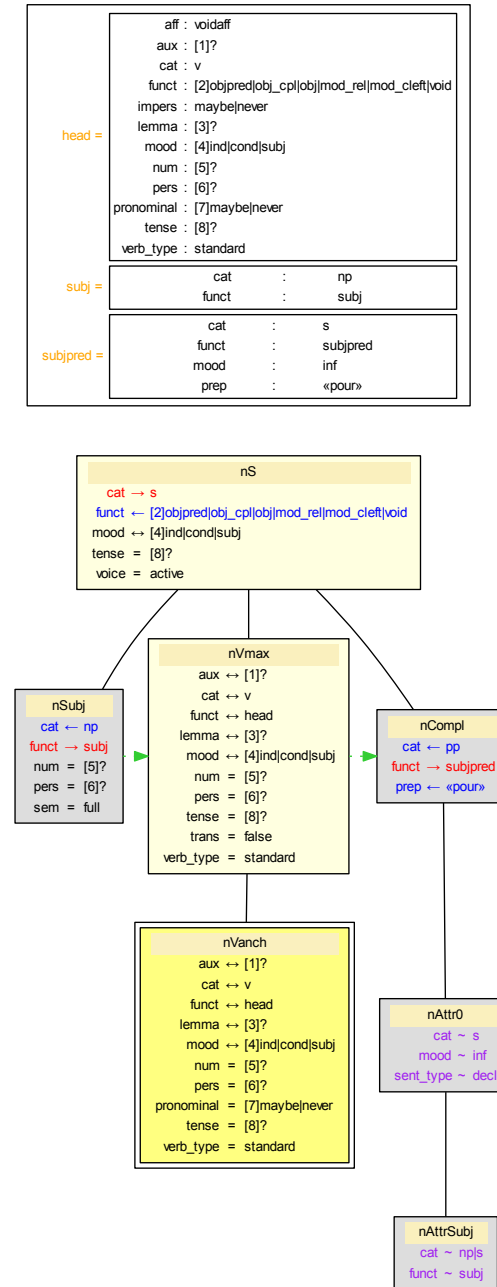 aff : voidaff
aux : [1]?
cat : v
funct : [2]objpred|obj_cpl|obj|mod_rel|mod_cleft|void
impers : maybe|never
head =
lemma : [3]?
mood : [4]ind|cond|subj
num : [5]?
pers : [6]?
pronominal : [7]maybe|never
tense : [8]?
verb_type : standard
subj =
cat : np
funct : subj
subjpred =
cat : s
funct : subjpred
mood : inf
prep : «pour»
nS
cat → s
funct ← [2]objpred|obj_cpl|obj|mod_rel|mod_cleft|void
mood ↔ [4]ind|cond|subj
tense = [8]?
voice = active
nSubj
cat ← np
funct → subj
num = [5]?
pers = [6]?
sem = full
nVmax
aux ↔ [1]?
cat ↔ v
funct ↔ head
lemma ↔ [3]?
mood ↔ [4]ind|cond|subj
num = [5]?
pers = [6]?
tense = [8]?
trans = false
verb_type = standard
nCompl
cat ← pp
funct → subjpred
prep ← «pour»
nVanch
aux ↔ [1]?
cat ↔ v
funct ↔ head
lemma ↔ [3]?
mood ↔ [4]ind|cond|subj
num = [5]?
pers = [6]?
pronominal = [7]maybe|never
tense = [8]?
verb_type = standard
nAttr0
cat ~ s
mood ~ inf
sent_type ~ decl
nAttrSubj
cat ~ np|s
funct ~ subj